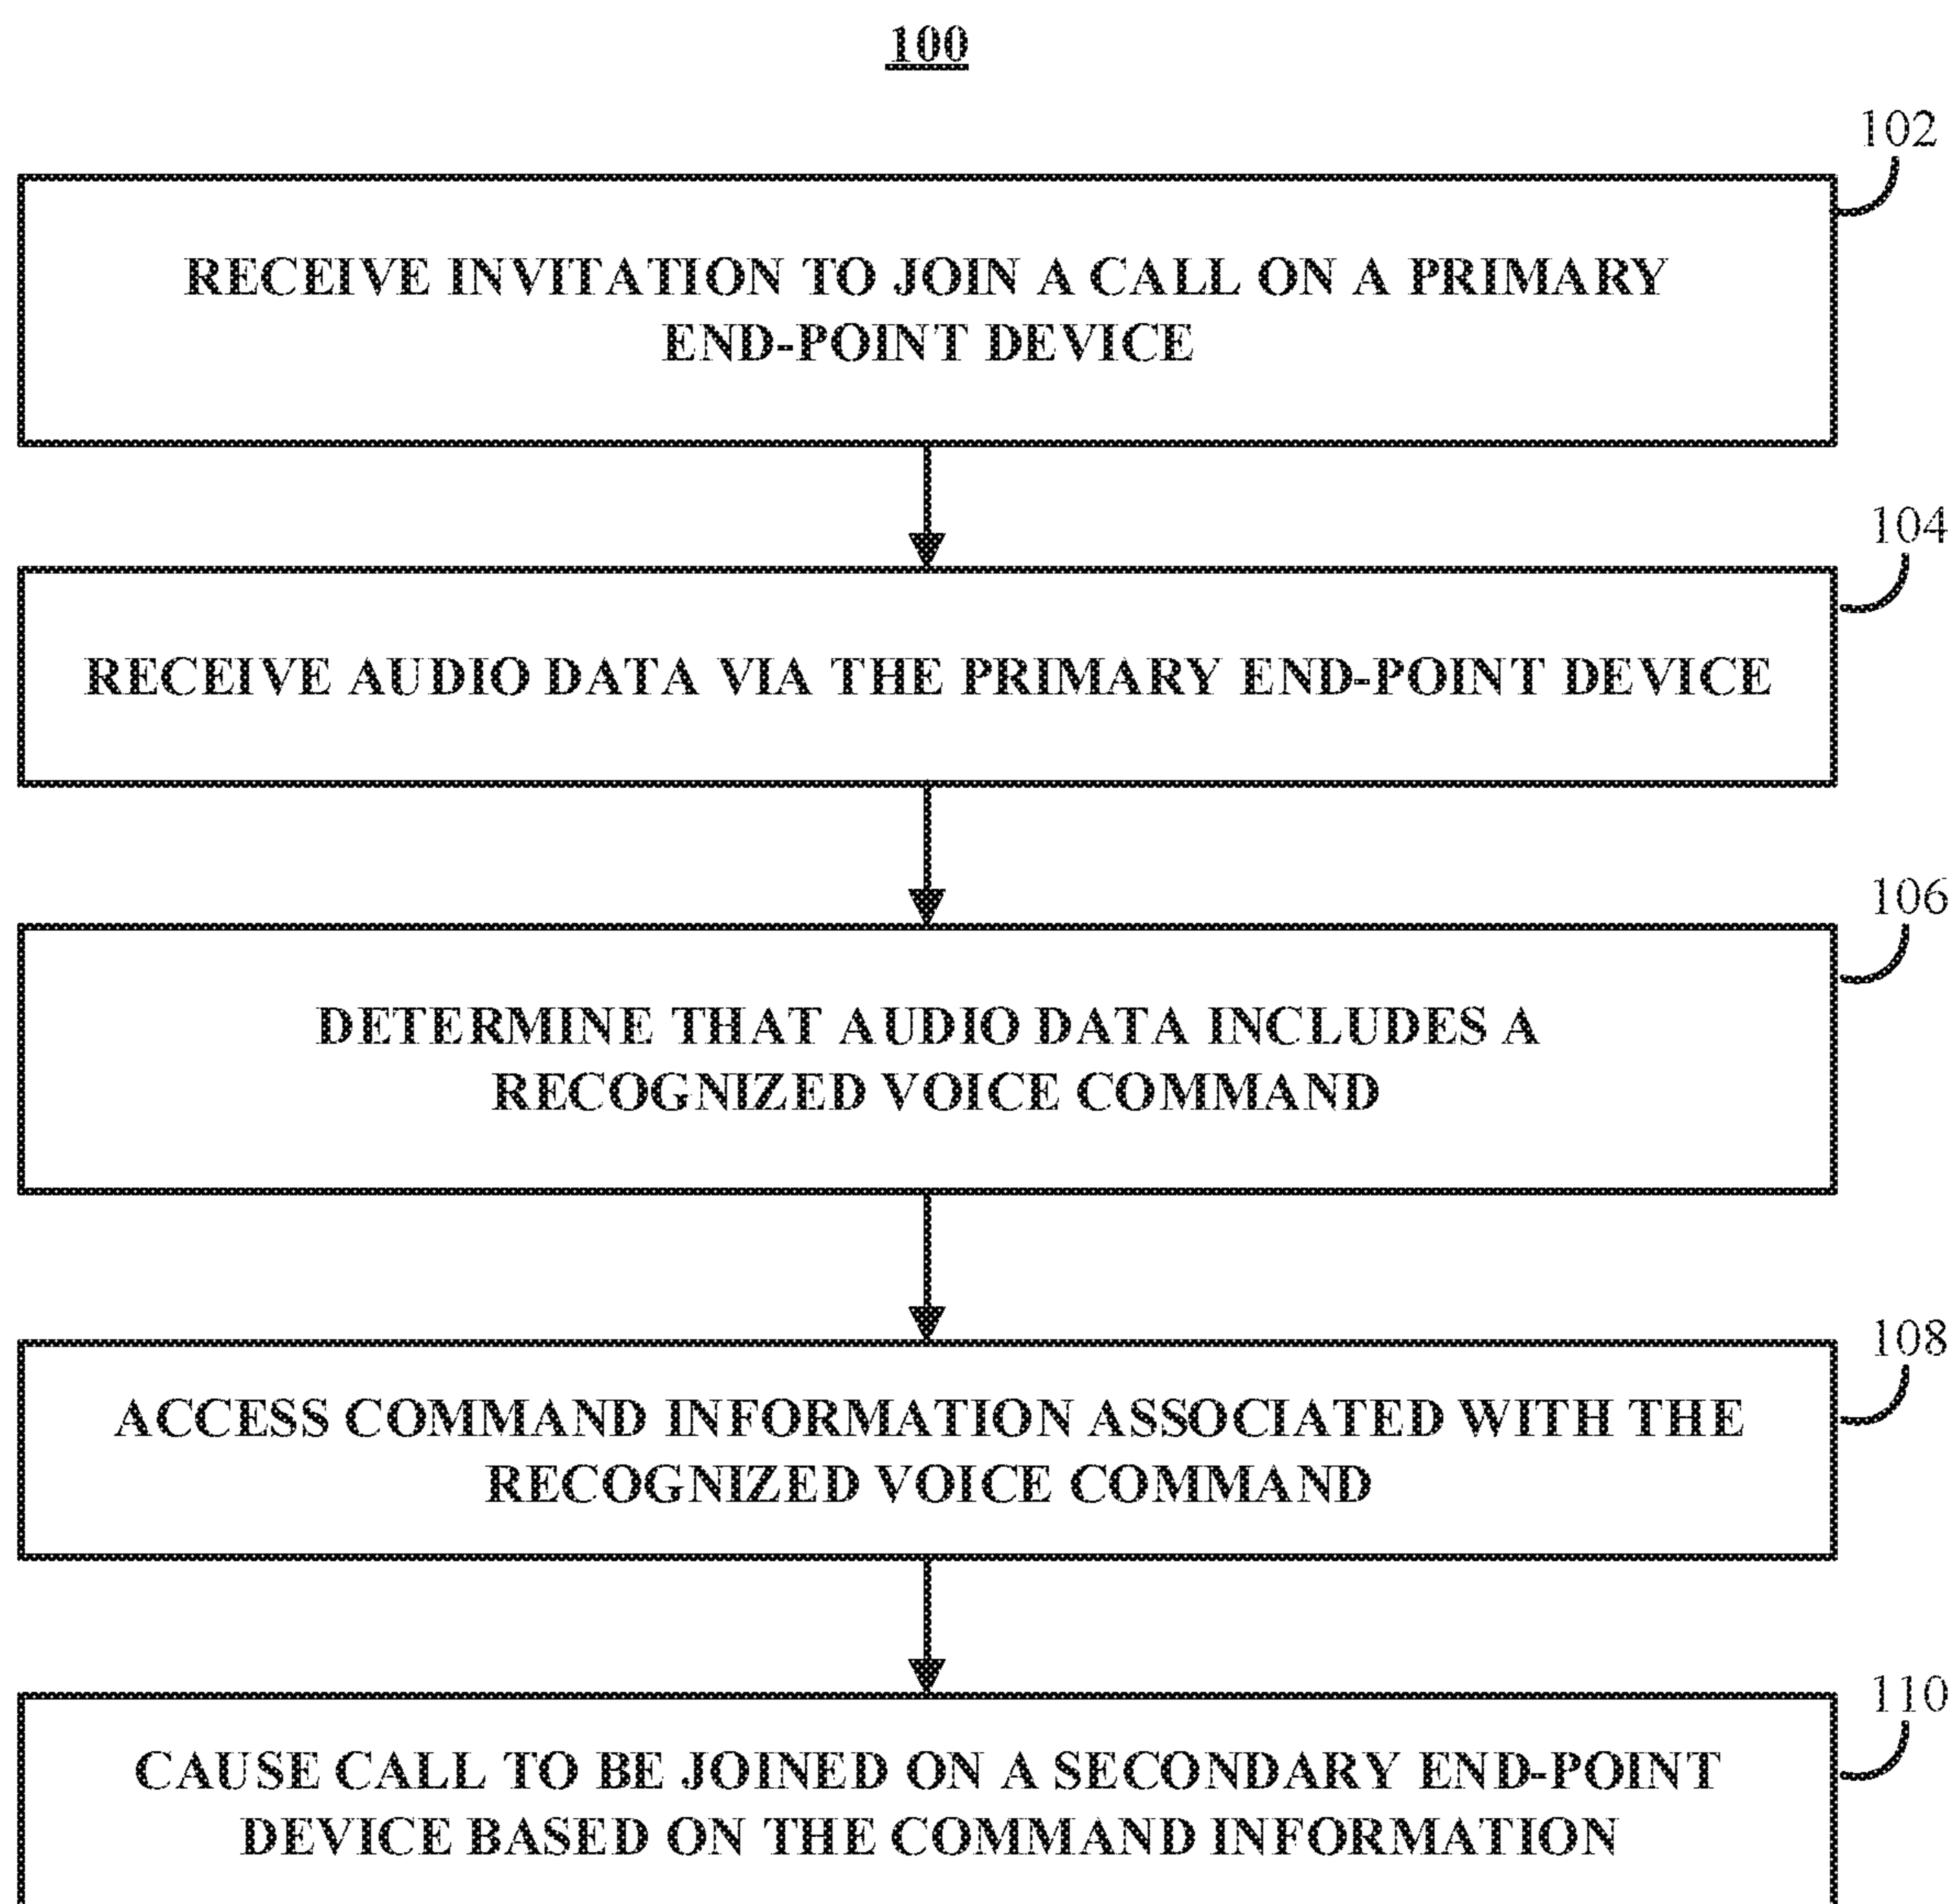 100
102
RECEIVE INVITATION TO JOIN A CALL ON A PRIMARY
END-POINT DEVICE
104
RECEIVE AUDIO DATA VIA THE PRIMARY END-POINT DEVICE
106
DETERMINE THAT AUDIO DATA INCLUDES A
RECOGNIZED VOICE COMMAND
108
ACCESS COMMAND INFORMATION ASSOCIATED WITH THE
RECOGNIZED VOICE COMMAND
110
CAUSE CALL TO BE JOINED ON A SECONDARY END-POINT
DEVICE BASED ON THE COMMAND INFORMATION